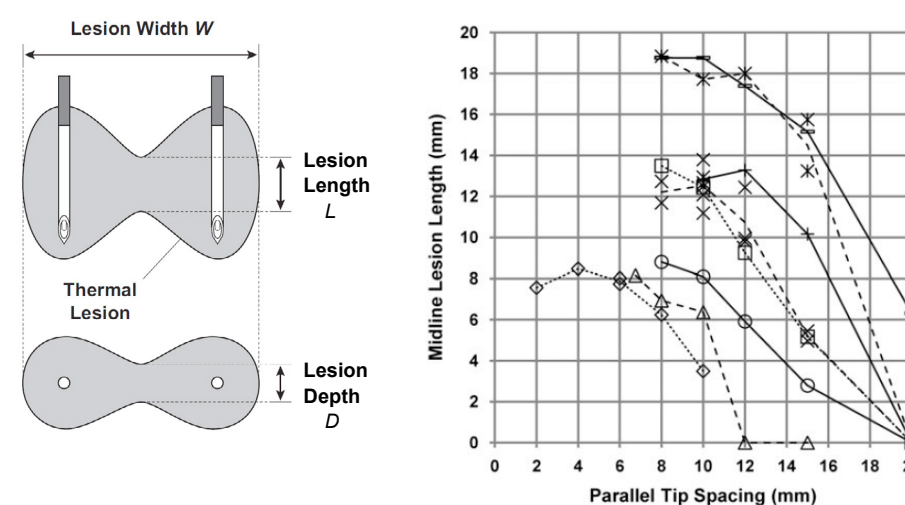 Lesion Width W
Lesion
Length
L
Thermal
Lesion
Lesion
Depth
D
Midline Lesion Length (mm)
20
18
16
14
12
10
8
6
4
2
0
0 2 4 6 8 10 12 14 16 18
Parallel Tip Spacing (mm)